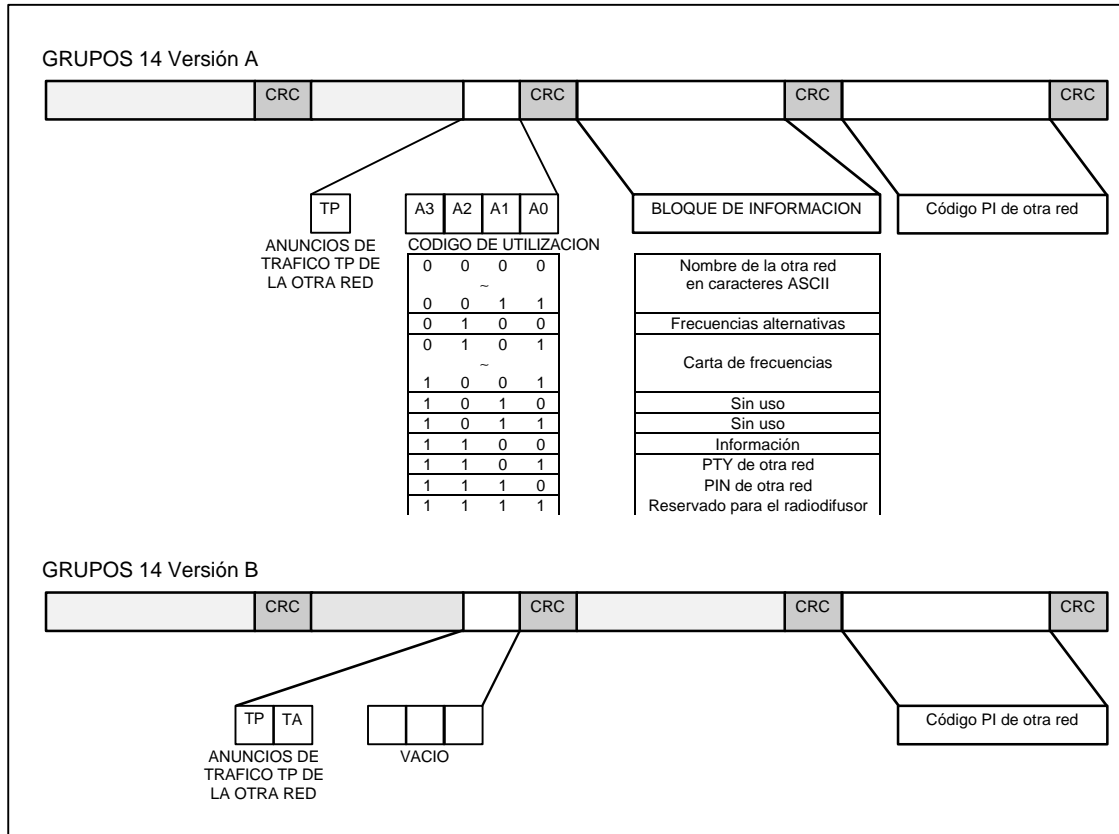 GRUPOS 14 Versión A
CRC CRC CRC CRC
TP A3 A2 A1 A0 BLOQUE DE INFORMACION Código PI de otra red
ANUNCIOS DE
TRAFICO TP DE
LA OTRA RED
CODIGO DE UTILIZACION
0 0 0 0 Nombre de la otra red
~ en caracteres ASCII
0 0 1 1
0 1 0 0 Frecuencias alternativas
0 1 0 1
~ Carta de frecuencias
1 0 0 1
1 0 1 0 Sin uso
1 0 1 1 Sin uso
1 1 0 0 Información
1 1 0 1 PTY de otra red
1 1 1 0 PIN de otra red
1 1 1 1 Reservado para el radiodifusor
GRUPOS 14 Versión B
CRC CRC CRC CRC
TP TA Código PI de otra red
ANUNCIOS DE
TRAFICO TP DE
LA OTRA RED
VACIO